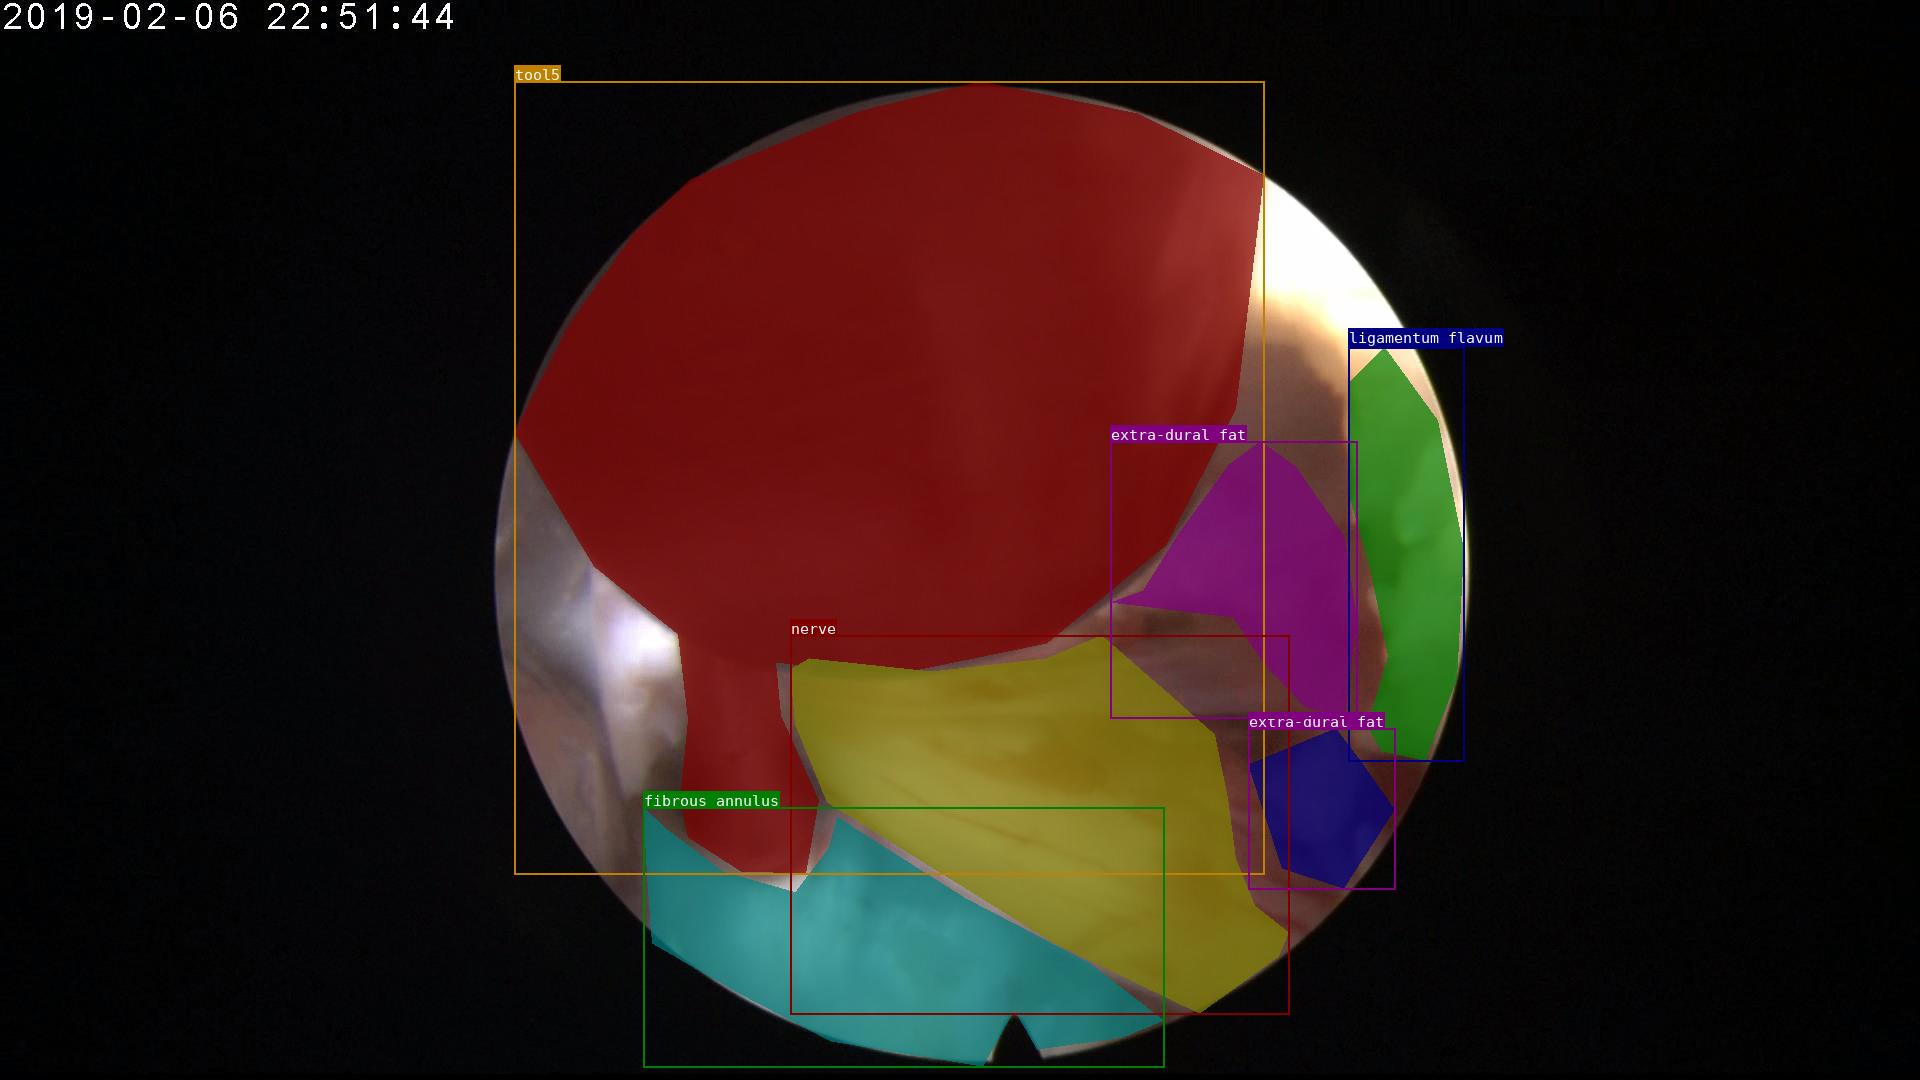 2019-02-06 22:51:44
tool5
ligamentum flavum
extra-dural fat
nerve
extra-dural fat
fibrous annulus